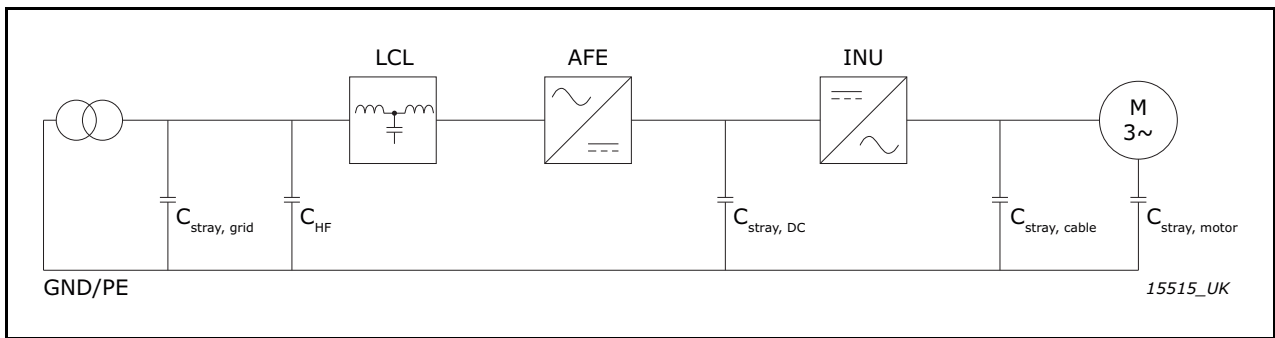 LCL
AFE
INU
M
3~
C stray, grid
C HF
C stray, DC
C stray, cable
C stray, motor
GND/PE
15515_UK